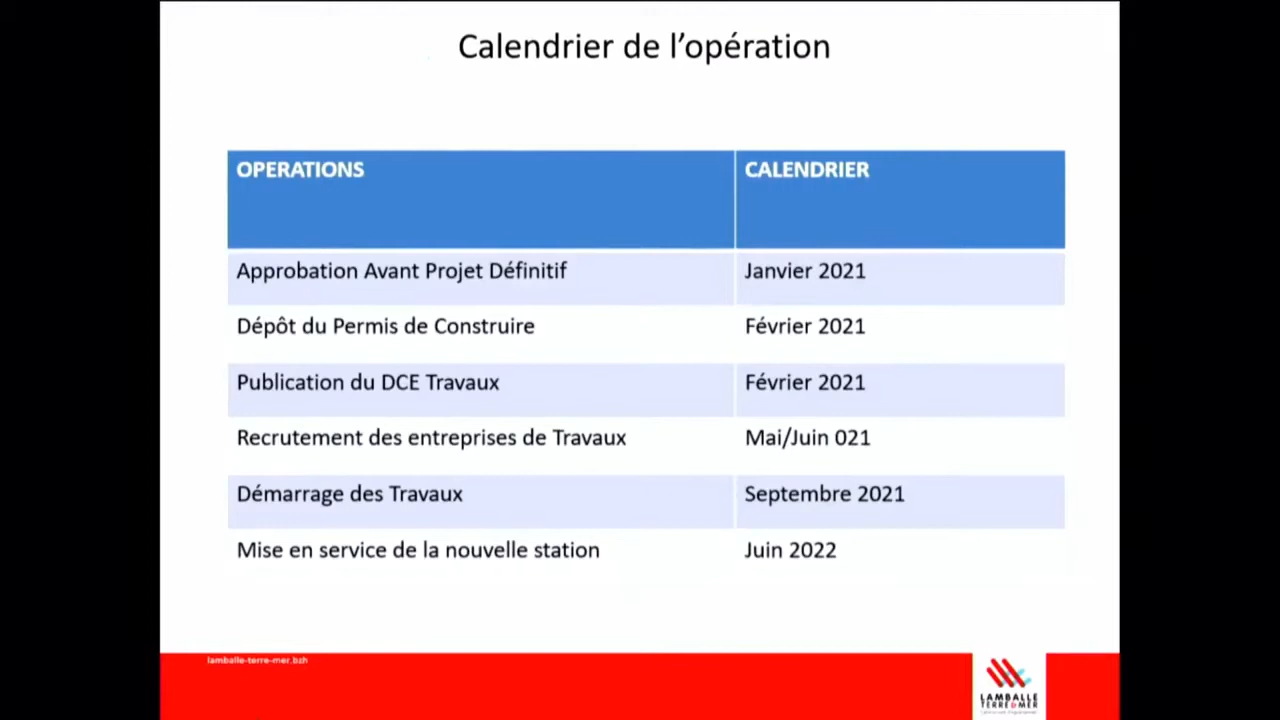 Calendrier de l’opération
OPERATIONS
CALENDRIER
Approbation Avant Projet Définitif
Janvier 2021
Dépôt du Permis de Construire
Février 2021
Publication du DCE Travaux
Février 2021
Recrutement des entreprises de Travaux
Mai/Juin 021
Démarrage des Travaux
Septembre 2021
Mise en service de la nouvelle station
Juin 2022
lamballe-terre-mer.bzh
LAMBALLE
TERRE&MER